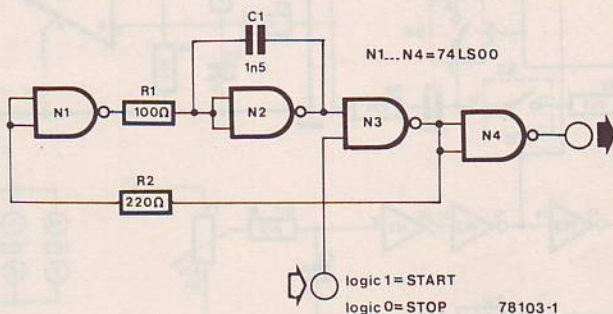 C1
1n5
N1...N4=74LS00
R1
100Ω
N1
N2
N3
N4
R2
220Ω
logic 1=START
logic 0=STOP
78103-1